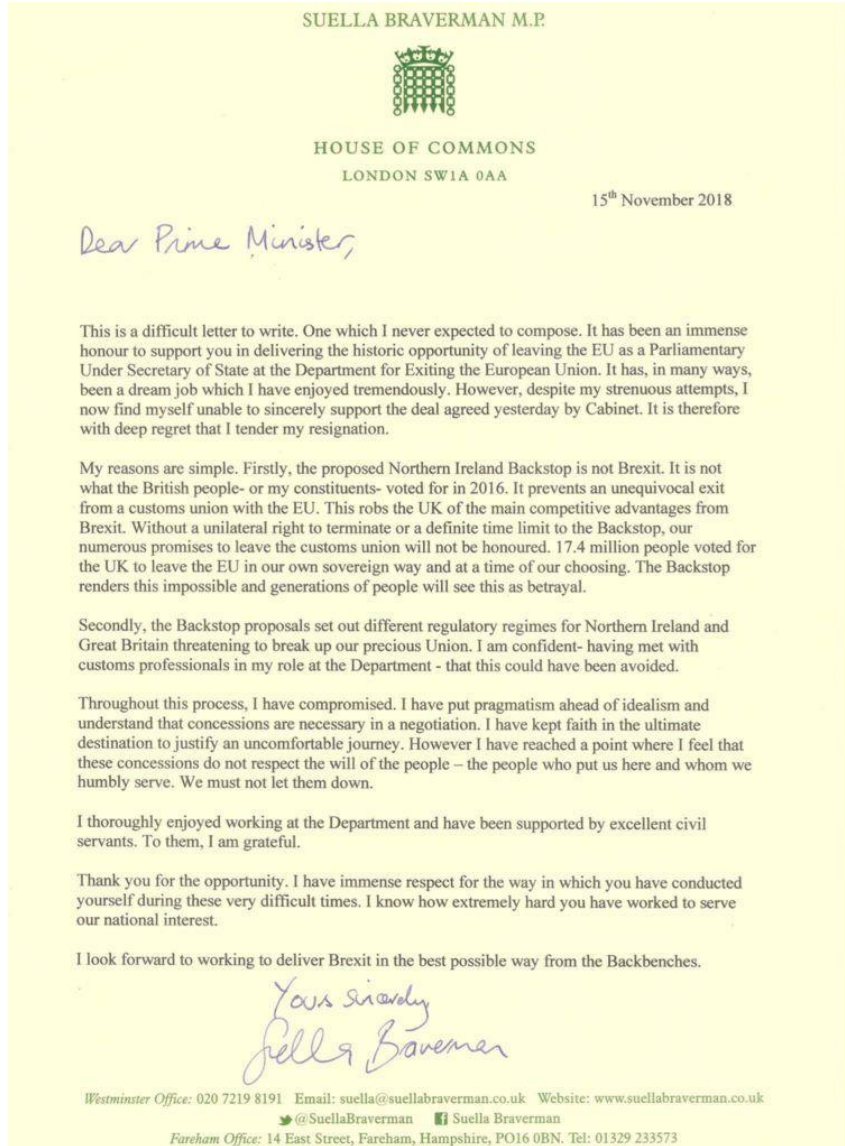 SUELLA BRAVERMAN M.P.
HOUSE OF COMMONS
LONDON SW1A 0AA
15th November 2018
Dear Prime Minister,
This is a difficult letter to write. One which I never expected to compose. It has been an immense
honour to support you in delivering the historic opportunity of leaving the EU as a Parliamentary
Under Secretary of State at the Department for Exiting the European Union. It has, in many ways,
been a dream job which I have enjoyed tremendously. However, despite my strenuous attempts, I
now find myself unable to sincerely support the deal agreed yesterday by Cabinet. It is therefore
with deep regret that I tender my resignation.
My reasons are simple. Firstly, the proposed Northern Ireland Backstop is not Brexit. It is not
what the British people- or my constituents- voted for in 2016. It prevents an unequivocal exit
from a customs union with the EU. This robs the UK of the main competitive advantages from
Brexit. Without a unilateral right to terminate or a definite time limit to the Backstop, our
numerous promises to leave the customs union will not be honoured. 17.4 million people voted for
the UK to leave the EU in our own sovereign way and at a time of our choosing. The Backstop
renders this impossible and generations of people will see this as betrayal.
Secondly, the Backstop proposals set out different regulatory regimes for Northern Ireland and
Great Britain threatening to break up our precious Union. I am confident- having met with
customs professionals in my role at the Department - that this could have been avoided.
Throughout this process, I have compromised. I have put pragmatism ahead of idealism and
understand that concessions are necessary in a negotiation. I have kept faith in the ultimate
destination to justify an uncomfortable journey. However I have reached a point where I feel that
these concessions do not respect the will of the people – the people who put us here and whom we
humbly serve. We must not let them down.
I thoroughly enjoyed working at the Department and have been supported by excellent civil
servants. To them, I am grateful.
Thank you for the opportunity. I have immense respect for the way in which you have conducted
yourself during these very difficult times. I know how extremely hard you have worked to serve
our national interest.
I look forward to working to deliver Brexit in the best possible way from the Backbenches.
Yours sincerely
Suella Braverman
Westminster Office: 020 7219 8191 Email: suella@suellabraverman.co.uk Website: www.suellabraverman.co.uk
@SuellaBraverman Suella Braverman
Fareham Office: 14 East Street, Fareham, Hampshire, PO16 0BN. Tel: 01329 233573